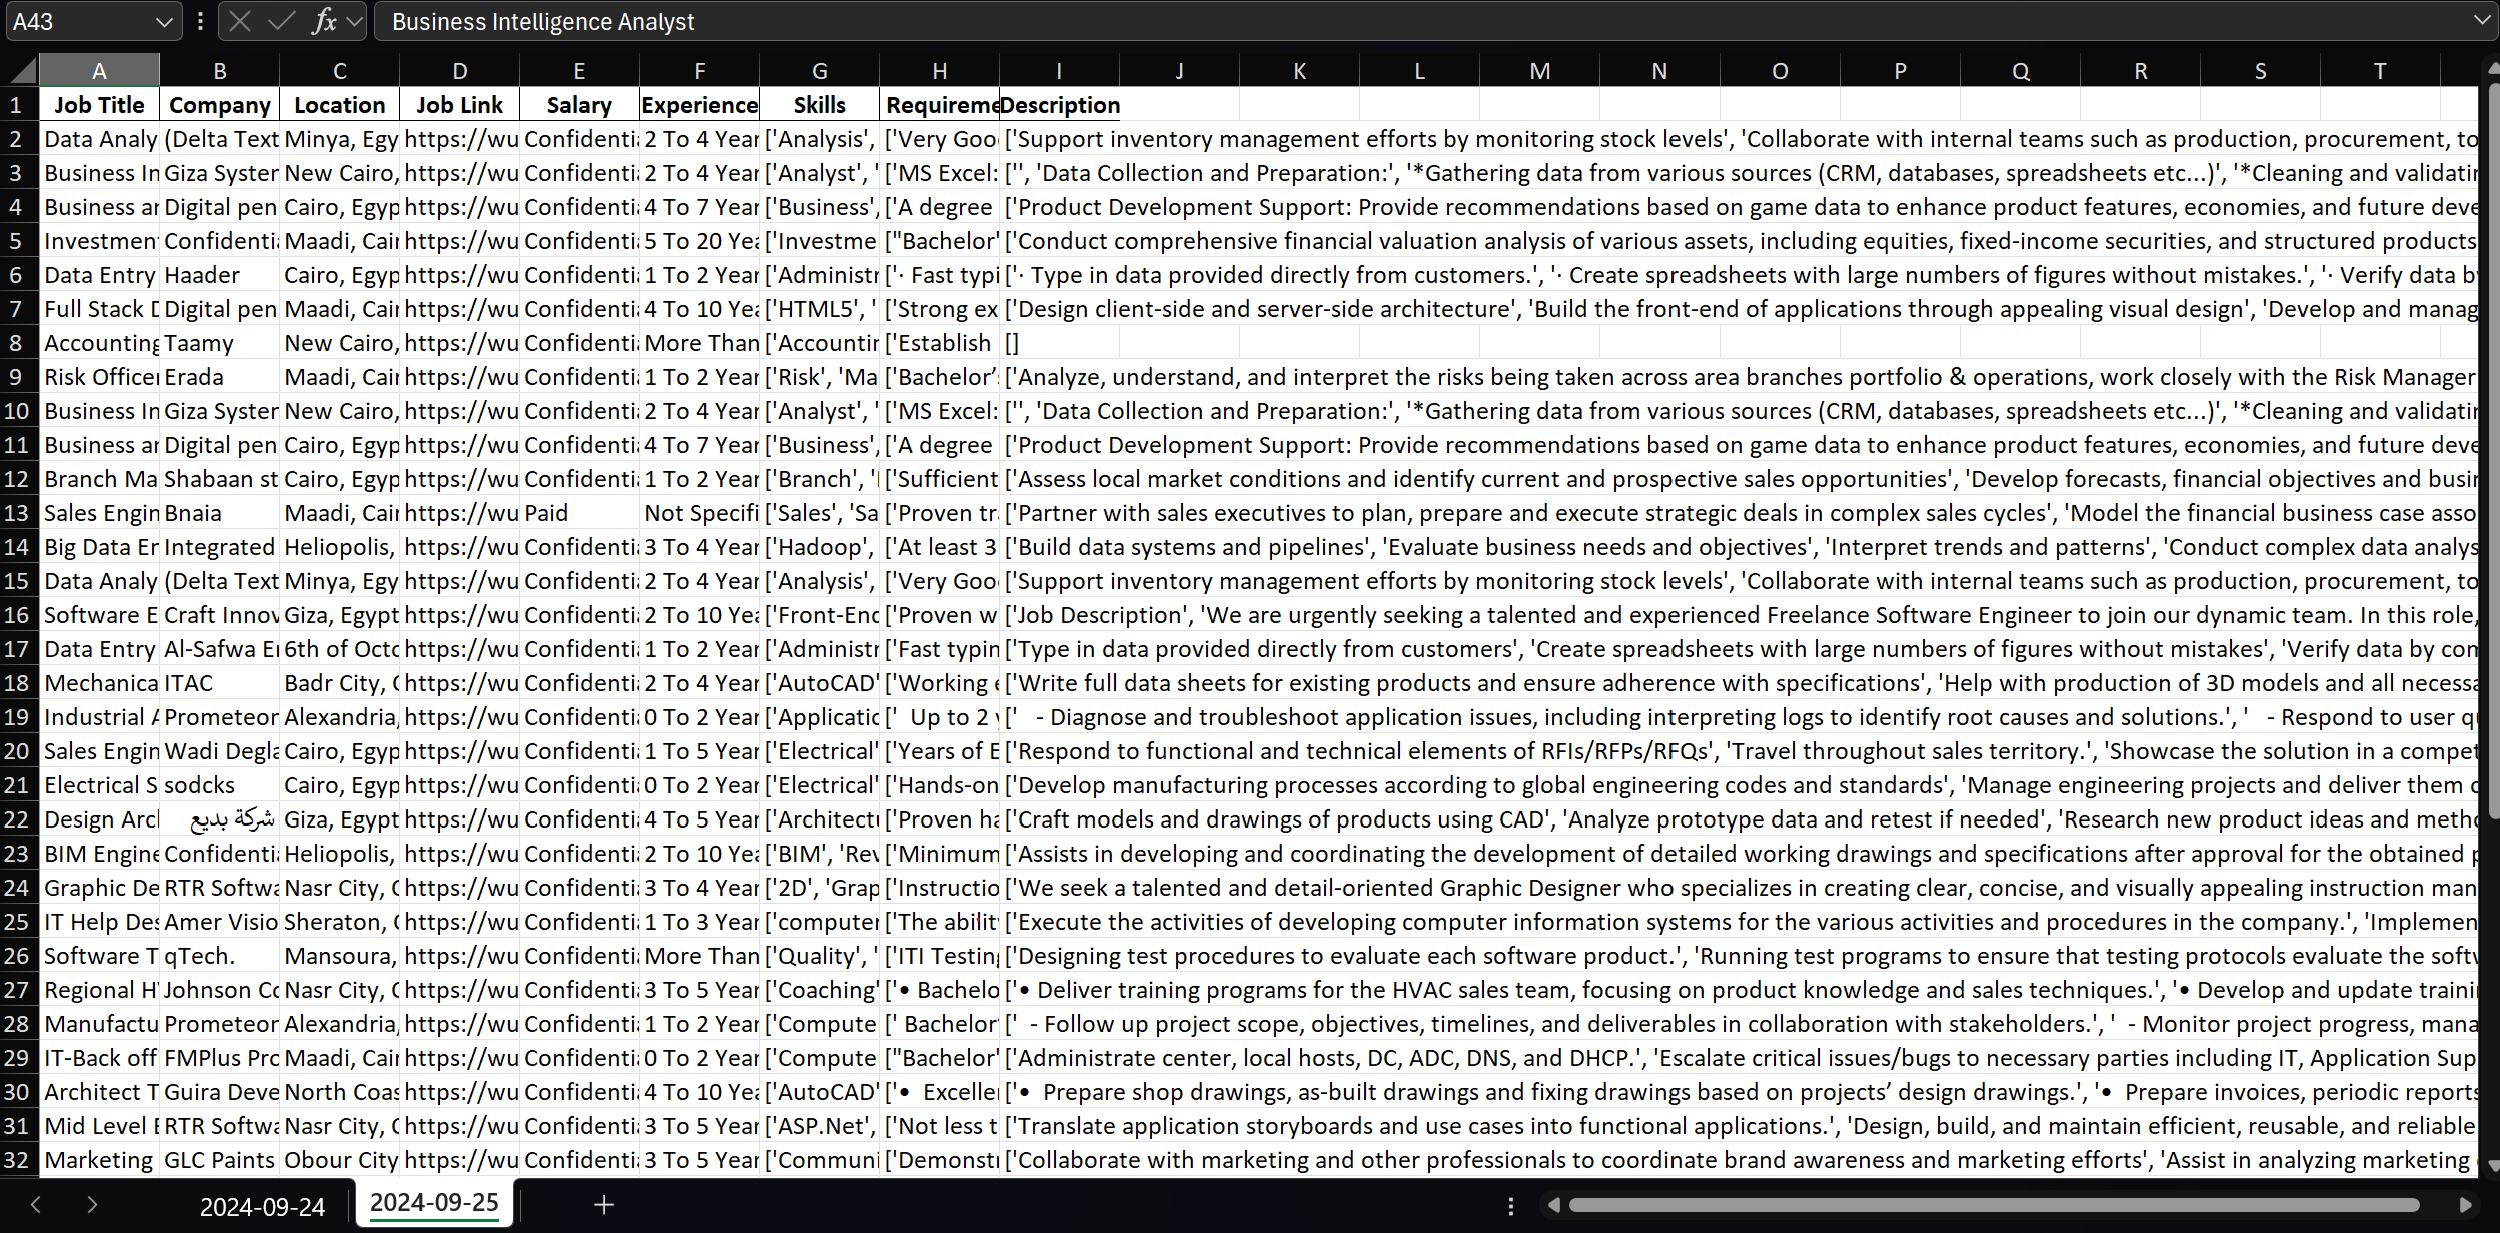 A43 fx Business Intelligence Analyst
A B C D E F G H I J K L M N O P Q R S T
1 Job Title Company Location Job Link Salary Experience Skills Requireme Description
2 Data Analy (Delta Text Minya, Egy https://wu Confidenti 2 To 4 Year ['Analysis', ['Very Goo ['Support inventory management efforts by monitoring stock levels', 'Collaborate with internal teams such as production, procurement, to
3 Business In Giza System New Cairo, https://wu Confidenti 2 To 4 Year ['Analyst', ' ['MS Excel: ['', 'Data Collection and Preparation:', '*Gathering data from various sources (CRM, databases, spreadsheets etc...)', '*Cleaning and validatin
4 Business an Digital pen Cairo, Egyp https://wu Confidenti 4 To 7 Year ['Business', ['A degree ['Product Development Support: Provide recommendations based on game data to enhance product features, economies, and future deve
5 Investmen Confidenti Maadi, Cair https://wu Confidenti 5 To 20 Yea ['Investme ["Bachelor' ['Conduct comprehensive financial valuation analysis of various assets, including equities, fixed-income securities, and structured products
6 Data Entry Haader Cairo, Egyp https://wu Confidenti 1 To 2 Year ['Administr ['· Fast typi ['· Type in data provided directly from customers.', '· Create spreadsheets with large numbers of figures without mistakes.', '· Verify data by
7 Full Stack D Digital pen Maadi, Cair https://wu Confidenti 4 To 10 Yea ['HTML5', ' ['Strong ex ['Design client-side and server-side architecture', 'Build the front-end of applications through appealing visual design', 'Develop and manag
8 Accounting Taamy New Cairo, https://wu Confidenti More Than ['Accountin ['Establish []
9 Risk Officer Erada Maadi, Cair https://wu Confidenti 1 To 2 Year ['Risk', 'Ma ['Bachelor’s ['Analyze, understand, and interpret the risks being taken across area branches portfolio & operations, work closely with the Risk Manager
10 Business In Giza System New Cairo, https://wu Confidenti 2 To 4 Year ['Analyst', ' ['MS Excel: ['', 'Data Collection and Preparation:', '*Gathering data from various sources (CRM, databases, spreadsheets etc...)', '*Cleaning and validatin
11 Business an Digital pen Cairo, Egyp https://wu Confidenti 4 To 7 Year ['Business', ['A degree ['Product Development Support: Provide recommendations based on game data to enhance product features, economies, and future deve
12 Branch Ma Shabaan st Cairo, Egyp https://wu Confidenti 1 To 2 Year ['Branch', ' ['Sufficient ['Assess local market conditions and identify current and prospective sales opportunities', 'Develop forecasts, financial objectives and busin
13 Sales Engin Bnaia Maadi, Cair https://wu Paid Not Specifi ['Sales', 'Sa ['Proven tra ['Partner with sales executives to plan, prepare and execute strategic deals in complex sales cycles', 'Model the financial business case asso
14 Big Data En Integrated Heliopolis, https://wu Confidenti 3 To 4 Year ['Hadoop', ['At least 3 ['Build data systems and pipelines', 'Evaluate business needs and objectives', 'Interpret trends and patterns', 'Conduct complex data analys
15 Data Analy (Delta Text Minya, Egy https://wu Confidenti 2 To 4 Year ['Analysis', ['Very Goo ['Support inventory management efforts by monitoring stock levels', 'Collaborate with internal teams such as production, procurement, to
16 Software E Craft Innov Giza, Egypt https://wu Confidenti 2 To 10 Yea ['Front-End ['Proven w ['Job Description', 'We are urgently seeking a talented and experienced Freelance Software Engineer to join our dynamic team. In this role,
17 Data Entry Al-Safwa En 6th of Octo https://wu Confidenti 1 To 2 Year ['Administr ['Fast typin ['Type in data provided directly from customers', 'Create spreadsheets with large numbers of figures without mistakes', 'Verify data by com
18 Mechanica ITAC Badr City, C https://wu Confidenti 2 To 4 Year ['AutoCAD' ['Working e ['Write full data sheets for existing products and ensure adherence with specifications', 'Help with production of 3D models and all necessa
19 Industrial A Prometeon Alexandria, https://wu Confidenti 0 To 2 Year ['Applicatio [' Up to 2 y [' - Diagnose and troubleshoot application issues, including interpreting logs to identify root causes and solutions.', ' - Respond to user qu
20 Sales Engin Wadi Degla Cairo, Egyp https://wu Confidenti 1 To 5 Year ['Electrical' ['Years of E ['Respond to functional and technical elements of RFIs/RFPs/RFQs', 'Travel throughout sales territory.', 'Showcase the solution in a compet
21 Electrical S sodcks Cairo, Egyp https://wu Confidenti 0 To 2 Year ['Electrical' ['Hands-on ['Develop manufacturing processes according to global engineering codes and standards', 'Manage engineering projects and deliver them o
22 Design Arch شركة بديع Giza, Egypt https://wu Confidenti 4 To 5 Year ['Architectu ['Proven ha ['Craft models and drawings of products using CAD', 'Analyze prototype data and retest if needed', 'Research new product ideas and metho
23 BIM Engine Confidenti Heliopolis, https://wu Confidenti 2 To 10 Yea ['BIM', 'Rev ['Minimum ['Assists in developing and coordinating the development of detailed working drawings and specifications after approval for the obtained p
24 Graphic De RTR Softwa Nasr City, C https://wu Confidenti 3 To 4 Year ['2D', 'Grap ['Instructio ['We seek a talented and detail-oriented Graphic Designer who specializes in creating clear, concise, and visually appealing instruction man
25 IT Help Des Amer Visio Sheraton, C https://wu Confidenti 1 To 3 Year ['computer ['The ability ['Execute the activities of developing computer information systems for the various activities and procedures in the company.', 'Implemen
26 Software T qTech. Mansoura, https://wu Confidenti More Than ['Quality', ' ['ITI Testing ['Designing test procedures to evaluate each software product.', 'Running test programs to ensure that testing protocols evaluate the softw
27 Regional HV Johnson Co Nasr City, C https://wu Confidenti 3 To 5 Year ['Coaching' ['• Bachelo ['• Deliver training programs for the HVAC sales team, focusing on product knowledge and sales techniques.', '• Develop and update traini
28 Manufactu Prometeon Alexandria, https://wu Confidenti 1 To 2 Year ['Compute [' Bachelor' [' - Follow up project scope, objectives, timelines, and deliverables in collaboration with stakeholders.', ' - Monitor project progress, mana
29 IT-Back off FMPlus Pro Maadi, Cair https://wu Confidenti 0 To 2 Year ['Compute ["Bachelor' ['Administrate center, local hosts, DC, ADC, DNS, and DHCP.', 'Escalate critical issues/bugs to necessary parties including IT, Application Sup
30 Architect T Guira Deve North Coas https://wu Confidenti 4 To 10 Yea ['AutoCAD' ['• Excelle ['• Prepare shop drawings, as-built drawings and fixing drawings based on projects’ design drawings.', '• Prepare invoices, periodic reports
31 Mid Level B RTR Softwa Nasr City, C https://wu Confidenti 3 To 5 Year ['ASP.Net', ['Not less t ['Translate application storyboards and use cases into functional applications.', 'Design, build, and maintain efficient, reusable, and reliable
32 Marketing GLC Paints Obour City https://wu Confidenti 3 To 5 Year ['Communi ['Demonstr ['Collaborate with marketing and other professionals to coordinate brand awareness and marketing efforts', 'Assist in analyzing marketing
2024-09-24 2024-09-25